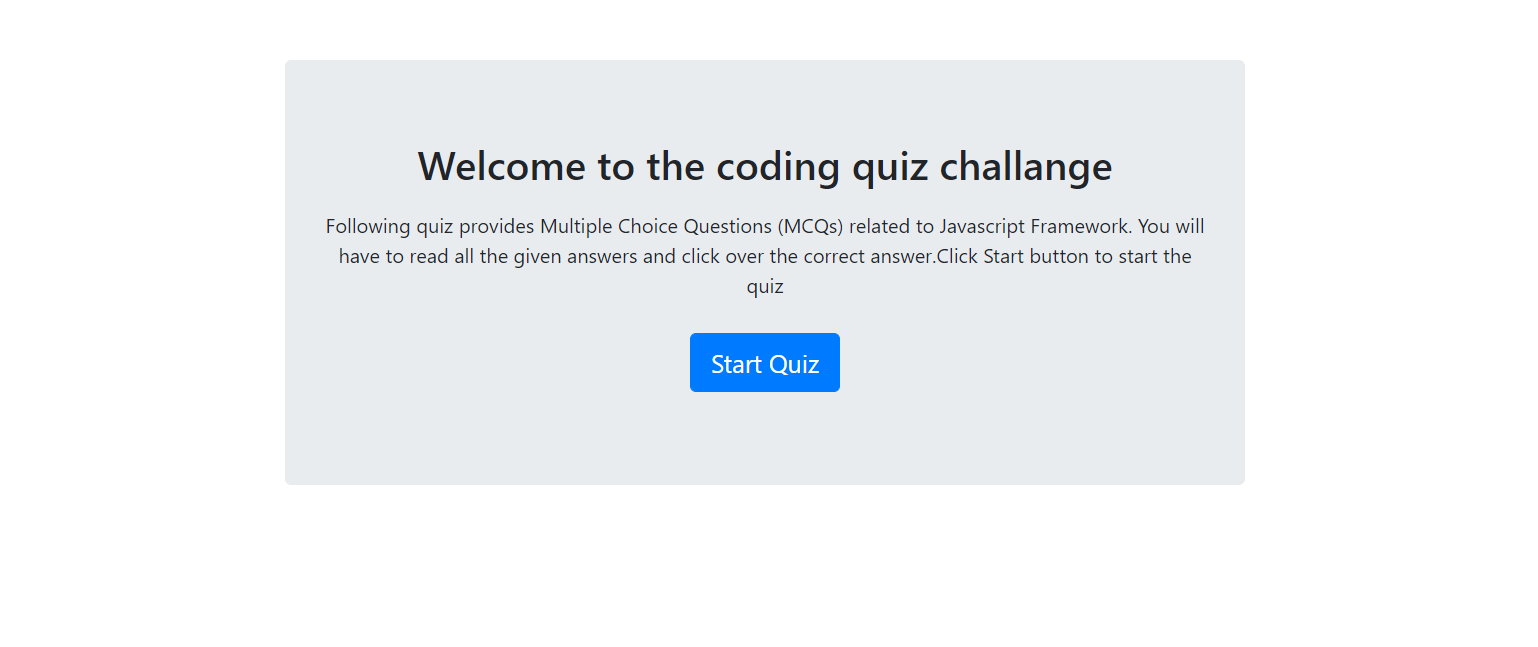 Welcome to the coding quiz challange
Following quiz provides Multiple Choice Questions (MCQs) related to Javascript Framework. You will
have to read all the given answers and click over the correct answer.Click Start button to start the
quiz
Start Quiz